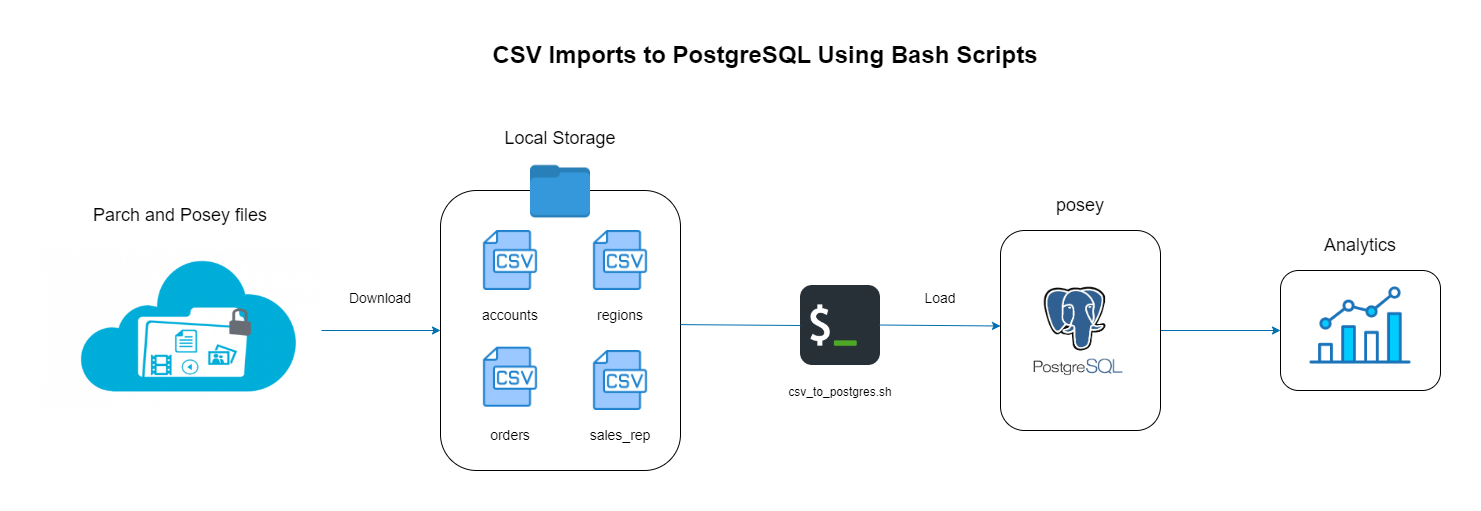 CSV Imports to PostgreSQL Using Bash Scripts
Local Storage
Parch and Posey files
posey
Analytics
CSV
CSV
Download
Load
accounts
regions
$_
CSV
CSV
PostgreSQL
csv_to_postgres.sh
orders
sales_rep